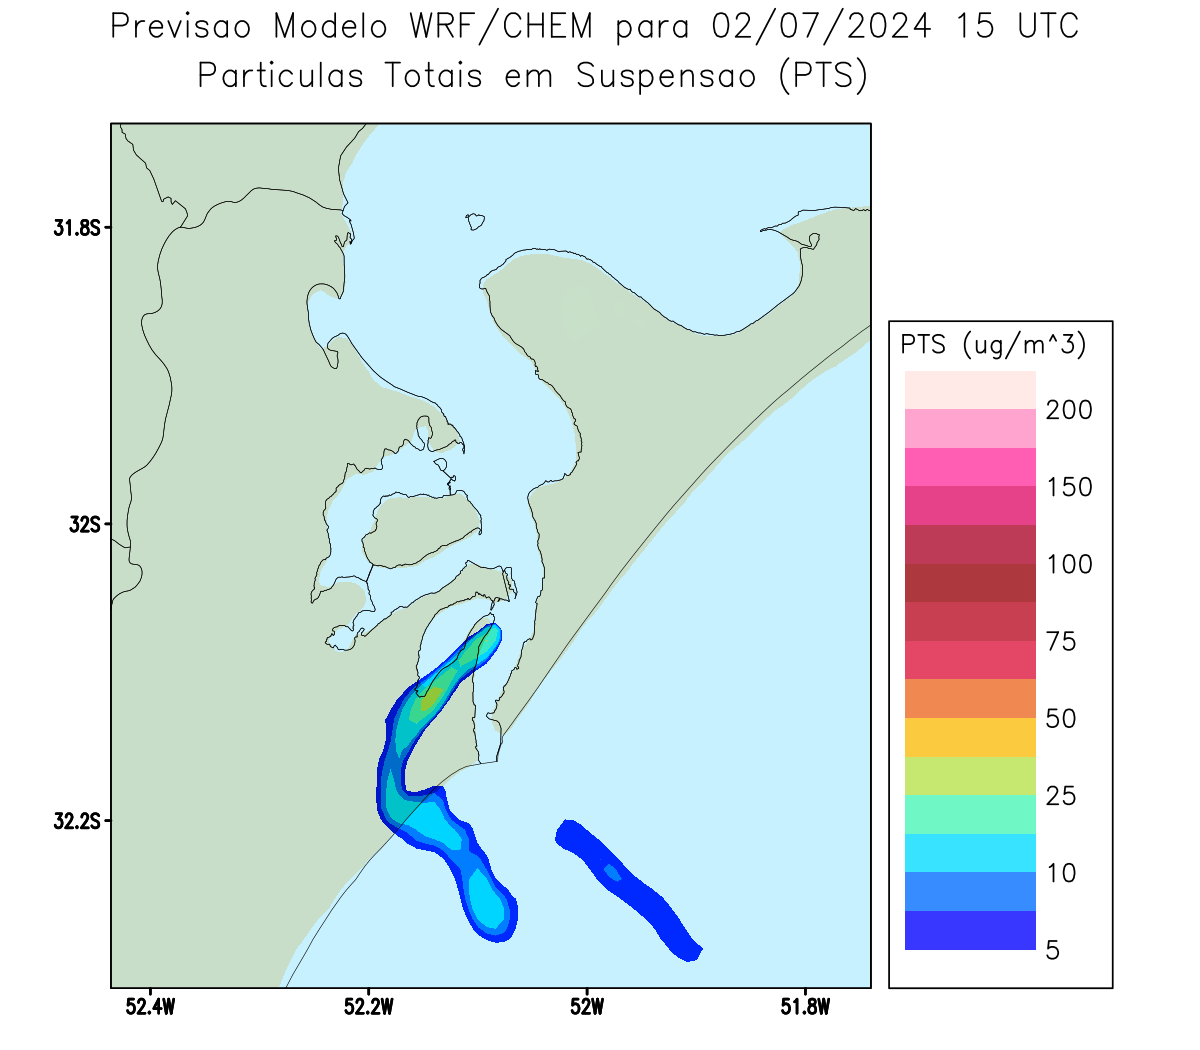 Previsao Modelo WRF/CHEM para 02/07/2024 15 UTC
Particulas Totais em Suspensao (PTS)
31.8S
32S
32.2S
52.4W 52.2W 52W 51.8W
PTS (ug/m^3)
200
150
100
75
50
25
10
5